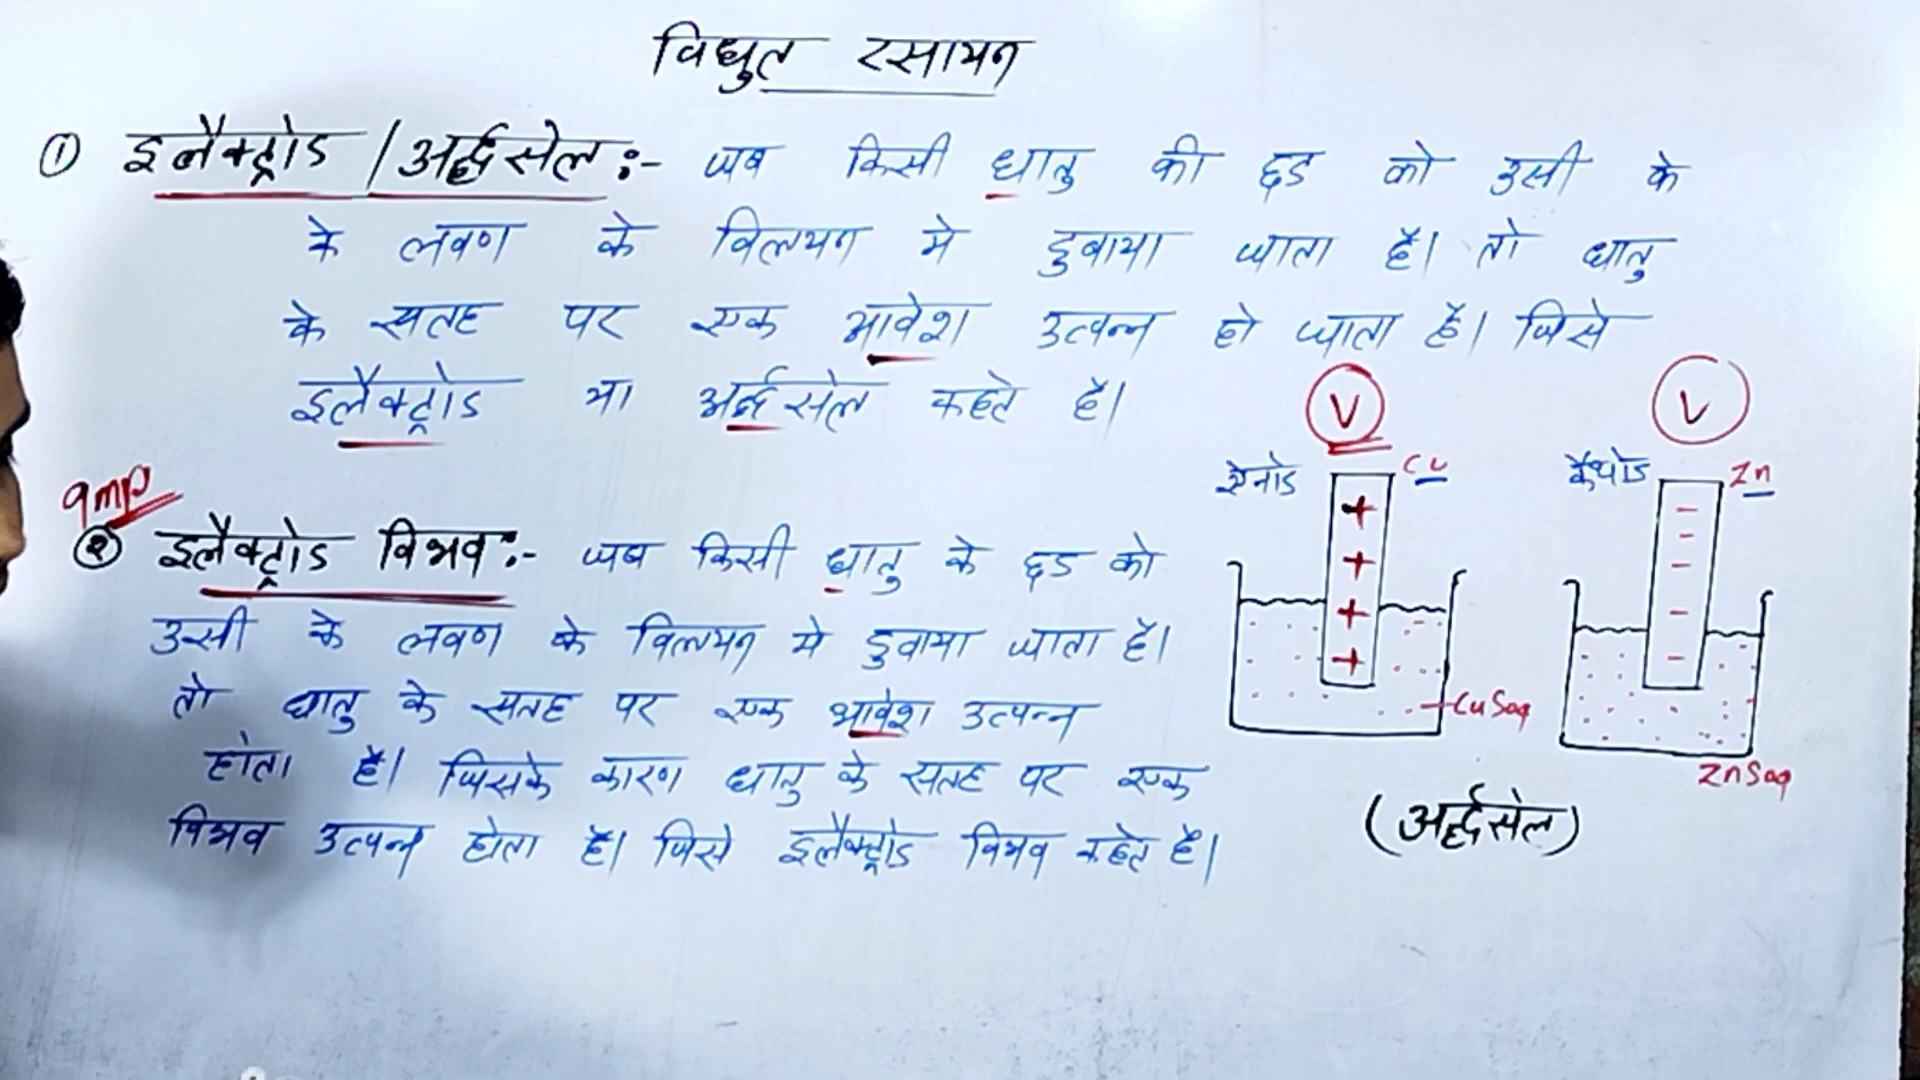 विधुत रसायन
① इलैक्ट्रोड / अर्द्धसेल :- जब किसी धातु की छड को उसी के
के लवण के विलयन मे डुबाया जाता है। तो धातु
के सतह पर एक आवेश उत्पन्न हो जाता है। जिसे
इलैक्ट्रोड या अर्द्धसेल कहते है।
V
V
ऐनोड
Cu
कैथोड
Zn
Imp
② इलैक्ट्रोड विभव :- जब किसी धातु के छड को
उसी के लवण के विलयन मे डुवाया जाता है।
तो धातु के सतह पर एक आवेश उत्पन्न
होता है। जिसके कारण धातु के सतह पर एक
विभव उत्पन्न होता है। जिसे इलैक्ट्रोड विभव कहते है।
+
+
+
+
CuSoq
ZnSoq
(अर्द्धसेल)